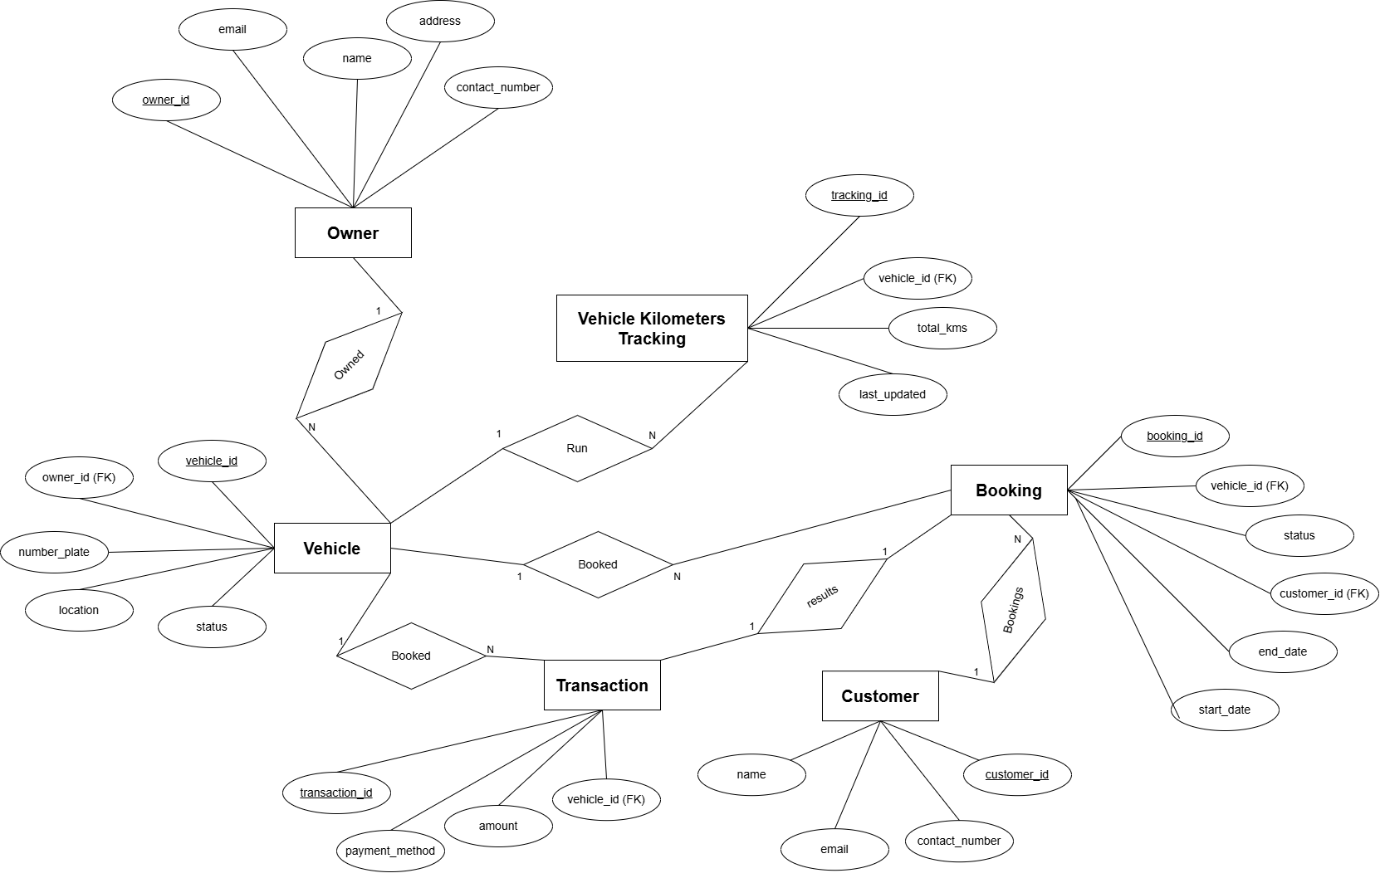 address
email
name
contact_number
owner_id
Owner
tracking_id
vehicle_id (FK)
total_kms
last_updated
Vehicle Kilometers
Tracking
1
Owned
N
1
Run
N
vehicle_id
owner_id (FK)
number_plate
location
status
Vehicle
1
Booked
N
Booking
booking_id
vehicle_id (FK)
status
customer_id (FK)
end_date
start_date
1
results
1
N
Bookings
1
1
Booked
N
Transaction
transaction_id
payment_method
amount
vehicle_id (FK)
Customer
name
email
contact_number
customer_id